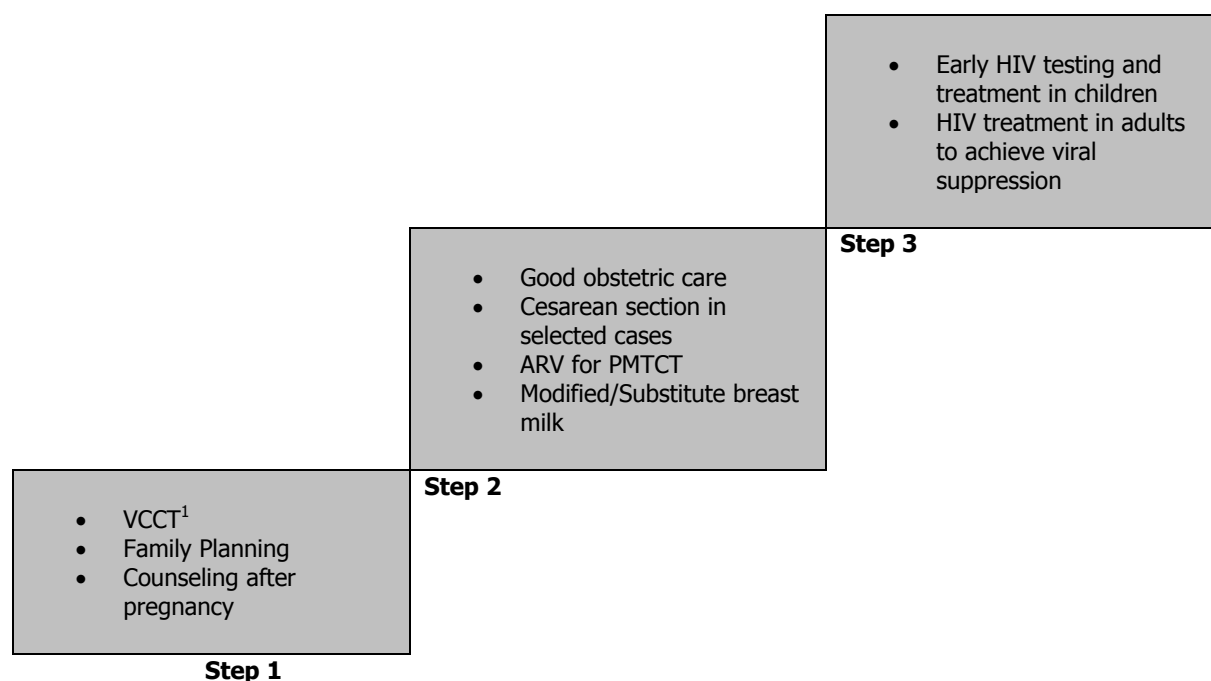 • Early HIV testing and
treatment in children
• HIV treatment in adults
to achieve viral
suppression
Step 3
• Good obstetric care
• Cesarean section in
selected cases
• ARV for PMTCT
• Modified/Substitute breast
milk
Step 2
• VCCT¹
• Family Planning
• Counseling after
pregnancy
Step 1